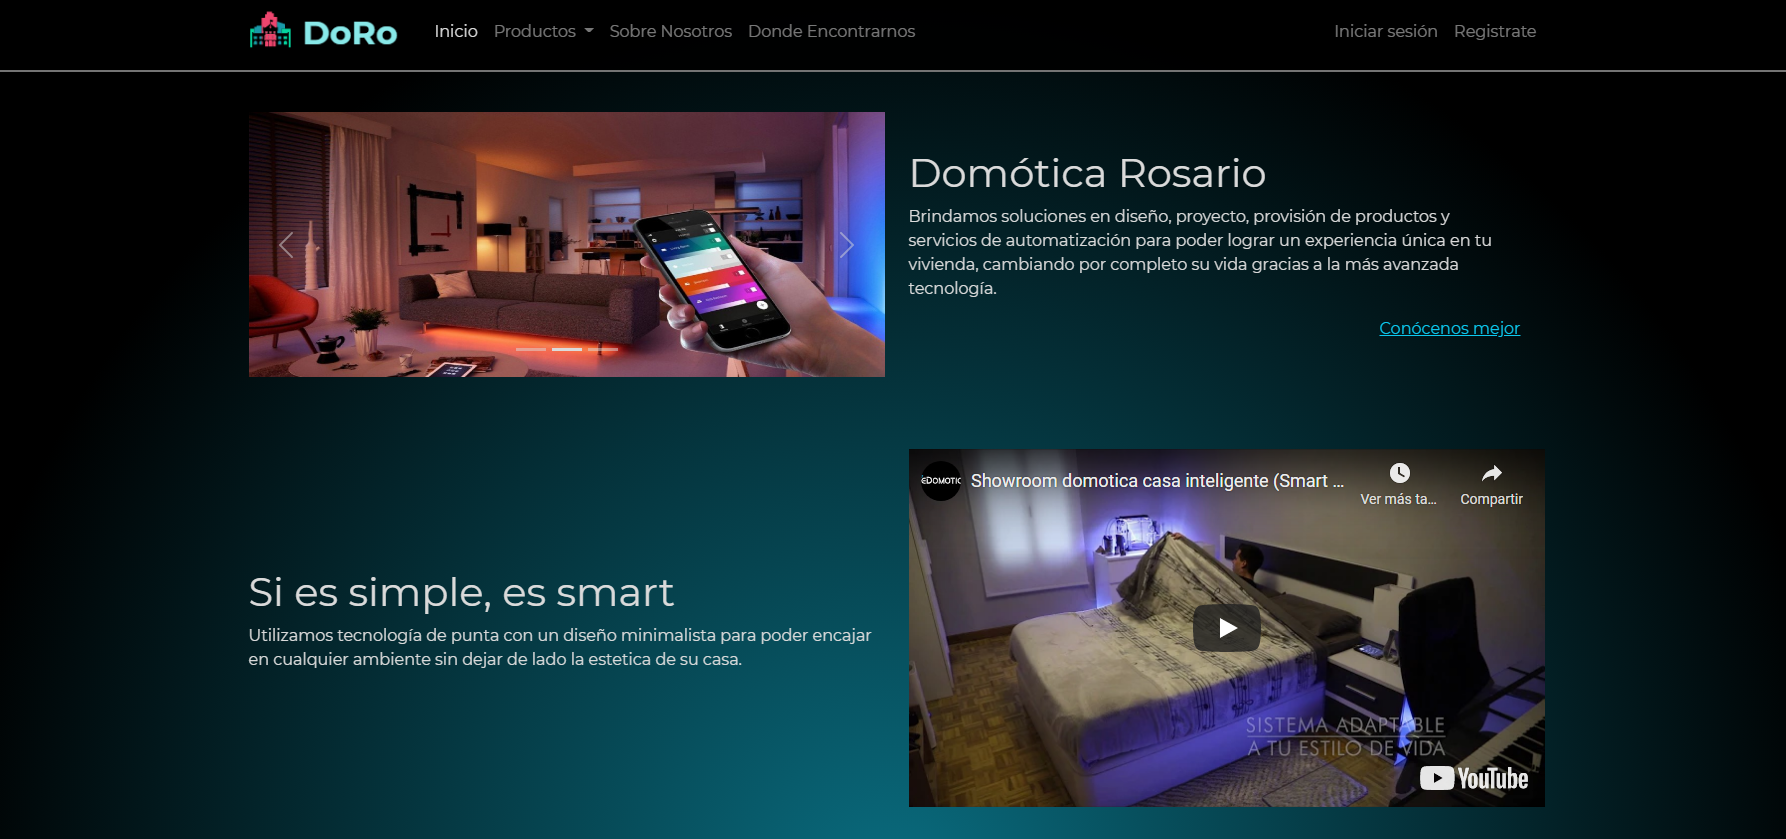 DoRo Inicio Productos Sobre Nosotros Donde Encontrarnos Iniciar sesión Registrate
Domótica Rosario
Brindamos soluciones en diseño, proyecto, provisión de productos y
servicios de automatización para poder lograr un experiencia única en tu
vivienda, cambiando por completo su vida gracias a la más avanzada
tecnología.
Conócenos mejor
Si es simple, es smart
Utilizamos tecnología de punta con un diseño minimalista para poder encajar
en cualquier ambiente sin dejar de lado la estetica de su casa.
Showroom domotica casa inteligente (Smart ...
Ver más ta...
Compartir
SISTEMA ADAPTABLE
A TU ESTILO DE VIDA
YouTube